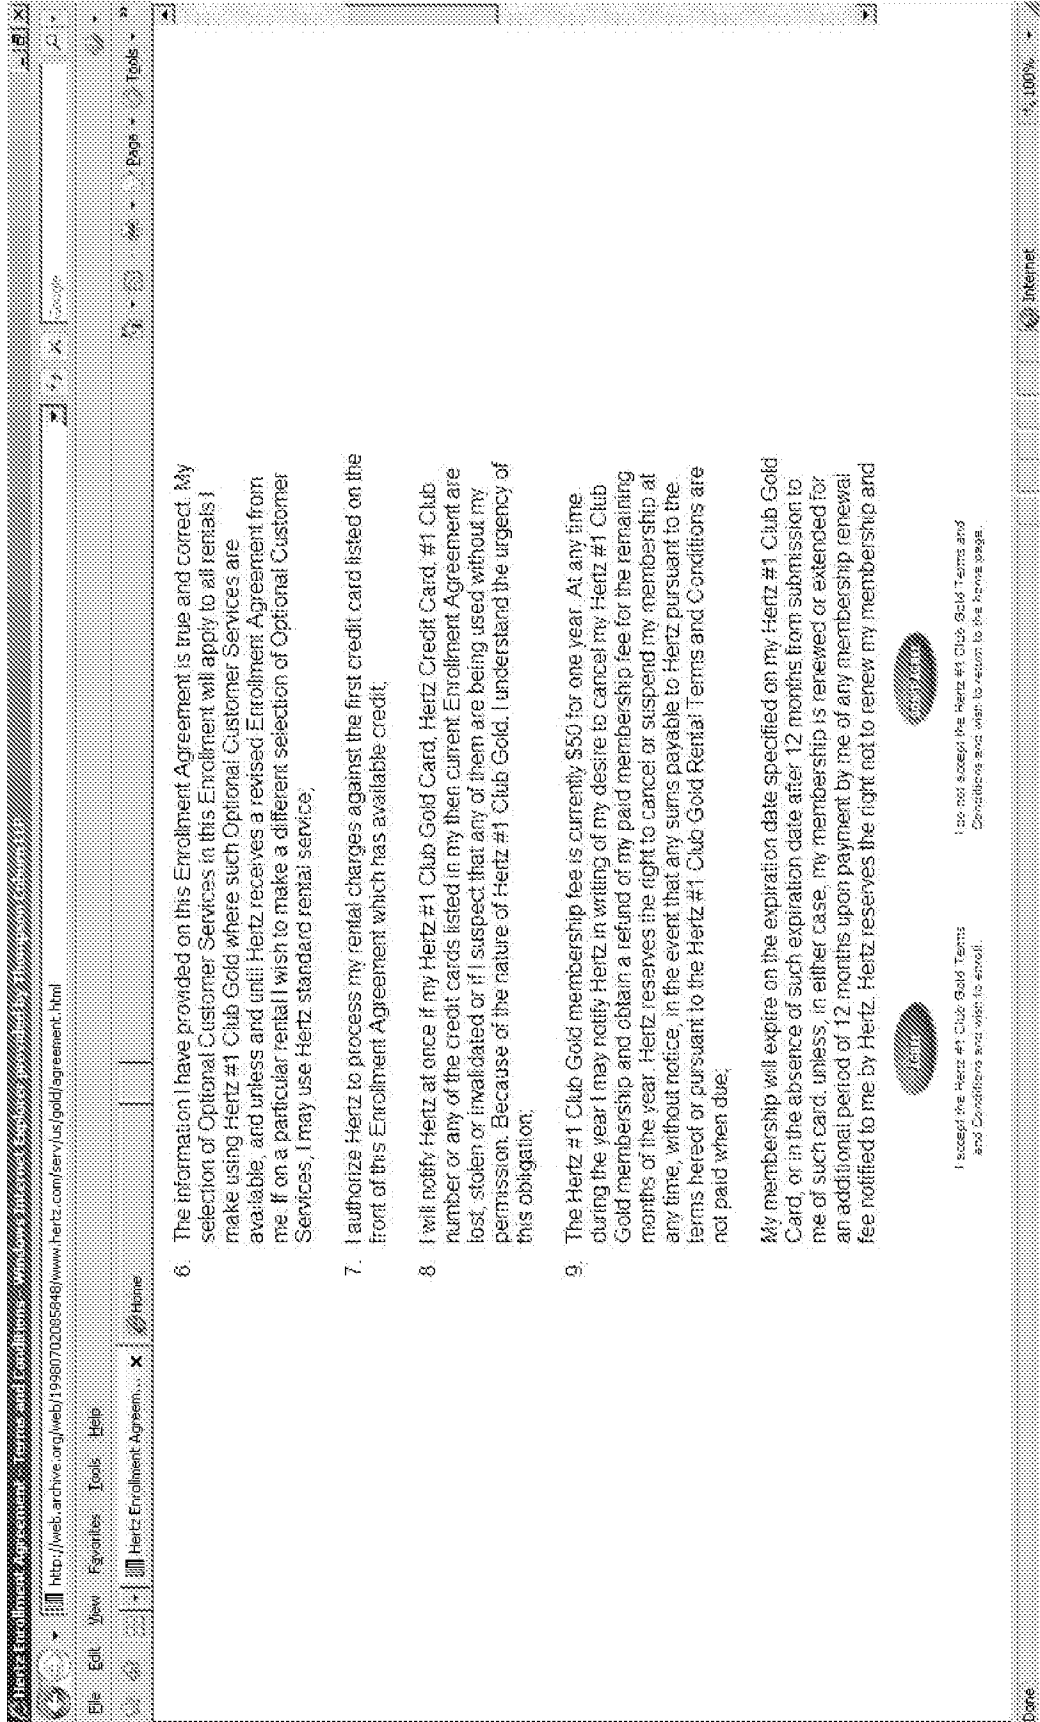 Hertz Enrollment Agreement - Terms and Conditions
http://web.archive.org/web/19980702085848/www.hertz.com/serv/us/gold/agreement.html
File Edit View Favorites Tools Help
Hertz Enrollment Agreem... Home Page Tools
6. The information I have provided on this Enrollment Agreement is true and correct. My
selection of Optional Customer Services in this Enrollment will apply to all rentals I
make using Hertz #1 Club Gold where such Optional Customer Services are
available, and unless and until Hertz receives a revised Enrollment Agreement from
me. If on a particular rental I wish to make a different selection of Optional Customer
Services, I may use Hertz standard rental service;
7. I authorize Hertz to process my rental charges against the first credit card listed on the
front of this Enrollment Agreement which has available credit;
8. I will notify Hertz at once if my Hertz #1 Club Gold Card, Hertz Credit Card, #1 Club
number or any of the credit cards listed in my then current Enrollment Agreement are
lost, stolen or invalidated or if I suspect that any of them are being used without my
permission. Because of the nature of Hertz #1 Club Gold, I understand the urgency of
this obligation;
9. The Hertz #1 Club Gold membership fee is currently $50 for one year. At any time
during the year I may notify Hertz in writing of my desire to cancel my Hertz #1 Club
Gold membership and obtain a refund of my paid membership fee for the remaining
months of the year. Hertz reserves the right to cancel or suspend my membership at
any time, without notice, in the event that any sums payable to Hertz pursuant to the
terms hereof or pursuant to the Hertz #1 Club Gold Rental Terms and Conditions are
not paid when due;
My membership will expire on the expiration date specified on my Hertz #1 Club Gold
Card, or in the absence of such expiration date after 12 months from submission to
me of such card, unless, in either case, my membership is renewed or extended for
an additional period of 12 months upon payment by me of any membership renewal
fee notified to me by Hertz. Hertz reserves the right not to renew my membership and
I accept the Hertz #1 Club Gold Terms
and Conditions and wish to enroll.
I do not accept the Hertz #1 Club Gold Terms and
Conditions and wish to return to the home page.
Done Internet 100%